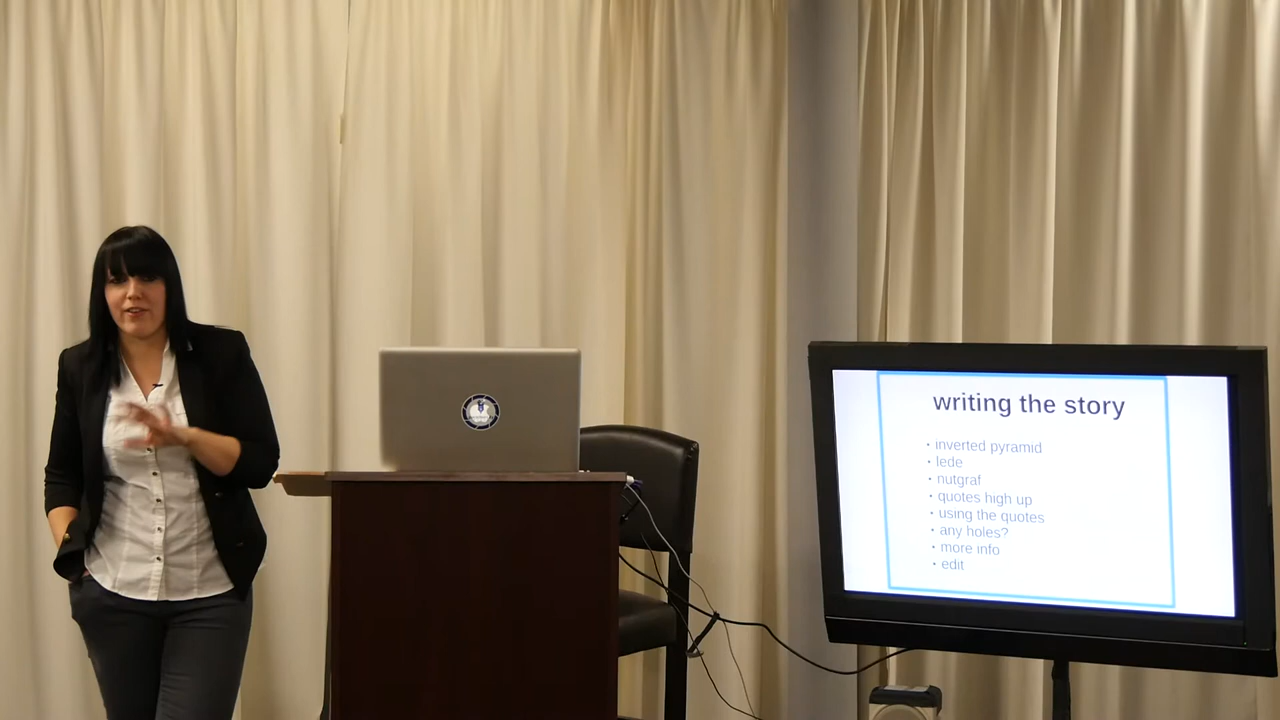 writing the story
• inverted pyramid
• lede
• nutgraf
• quotes high up
• using the quotes
• any holes?
• more info
• edit